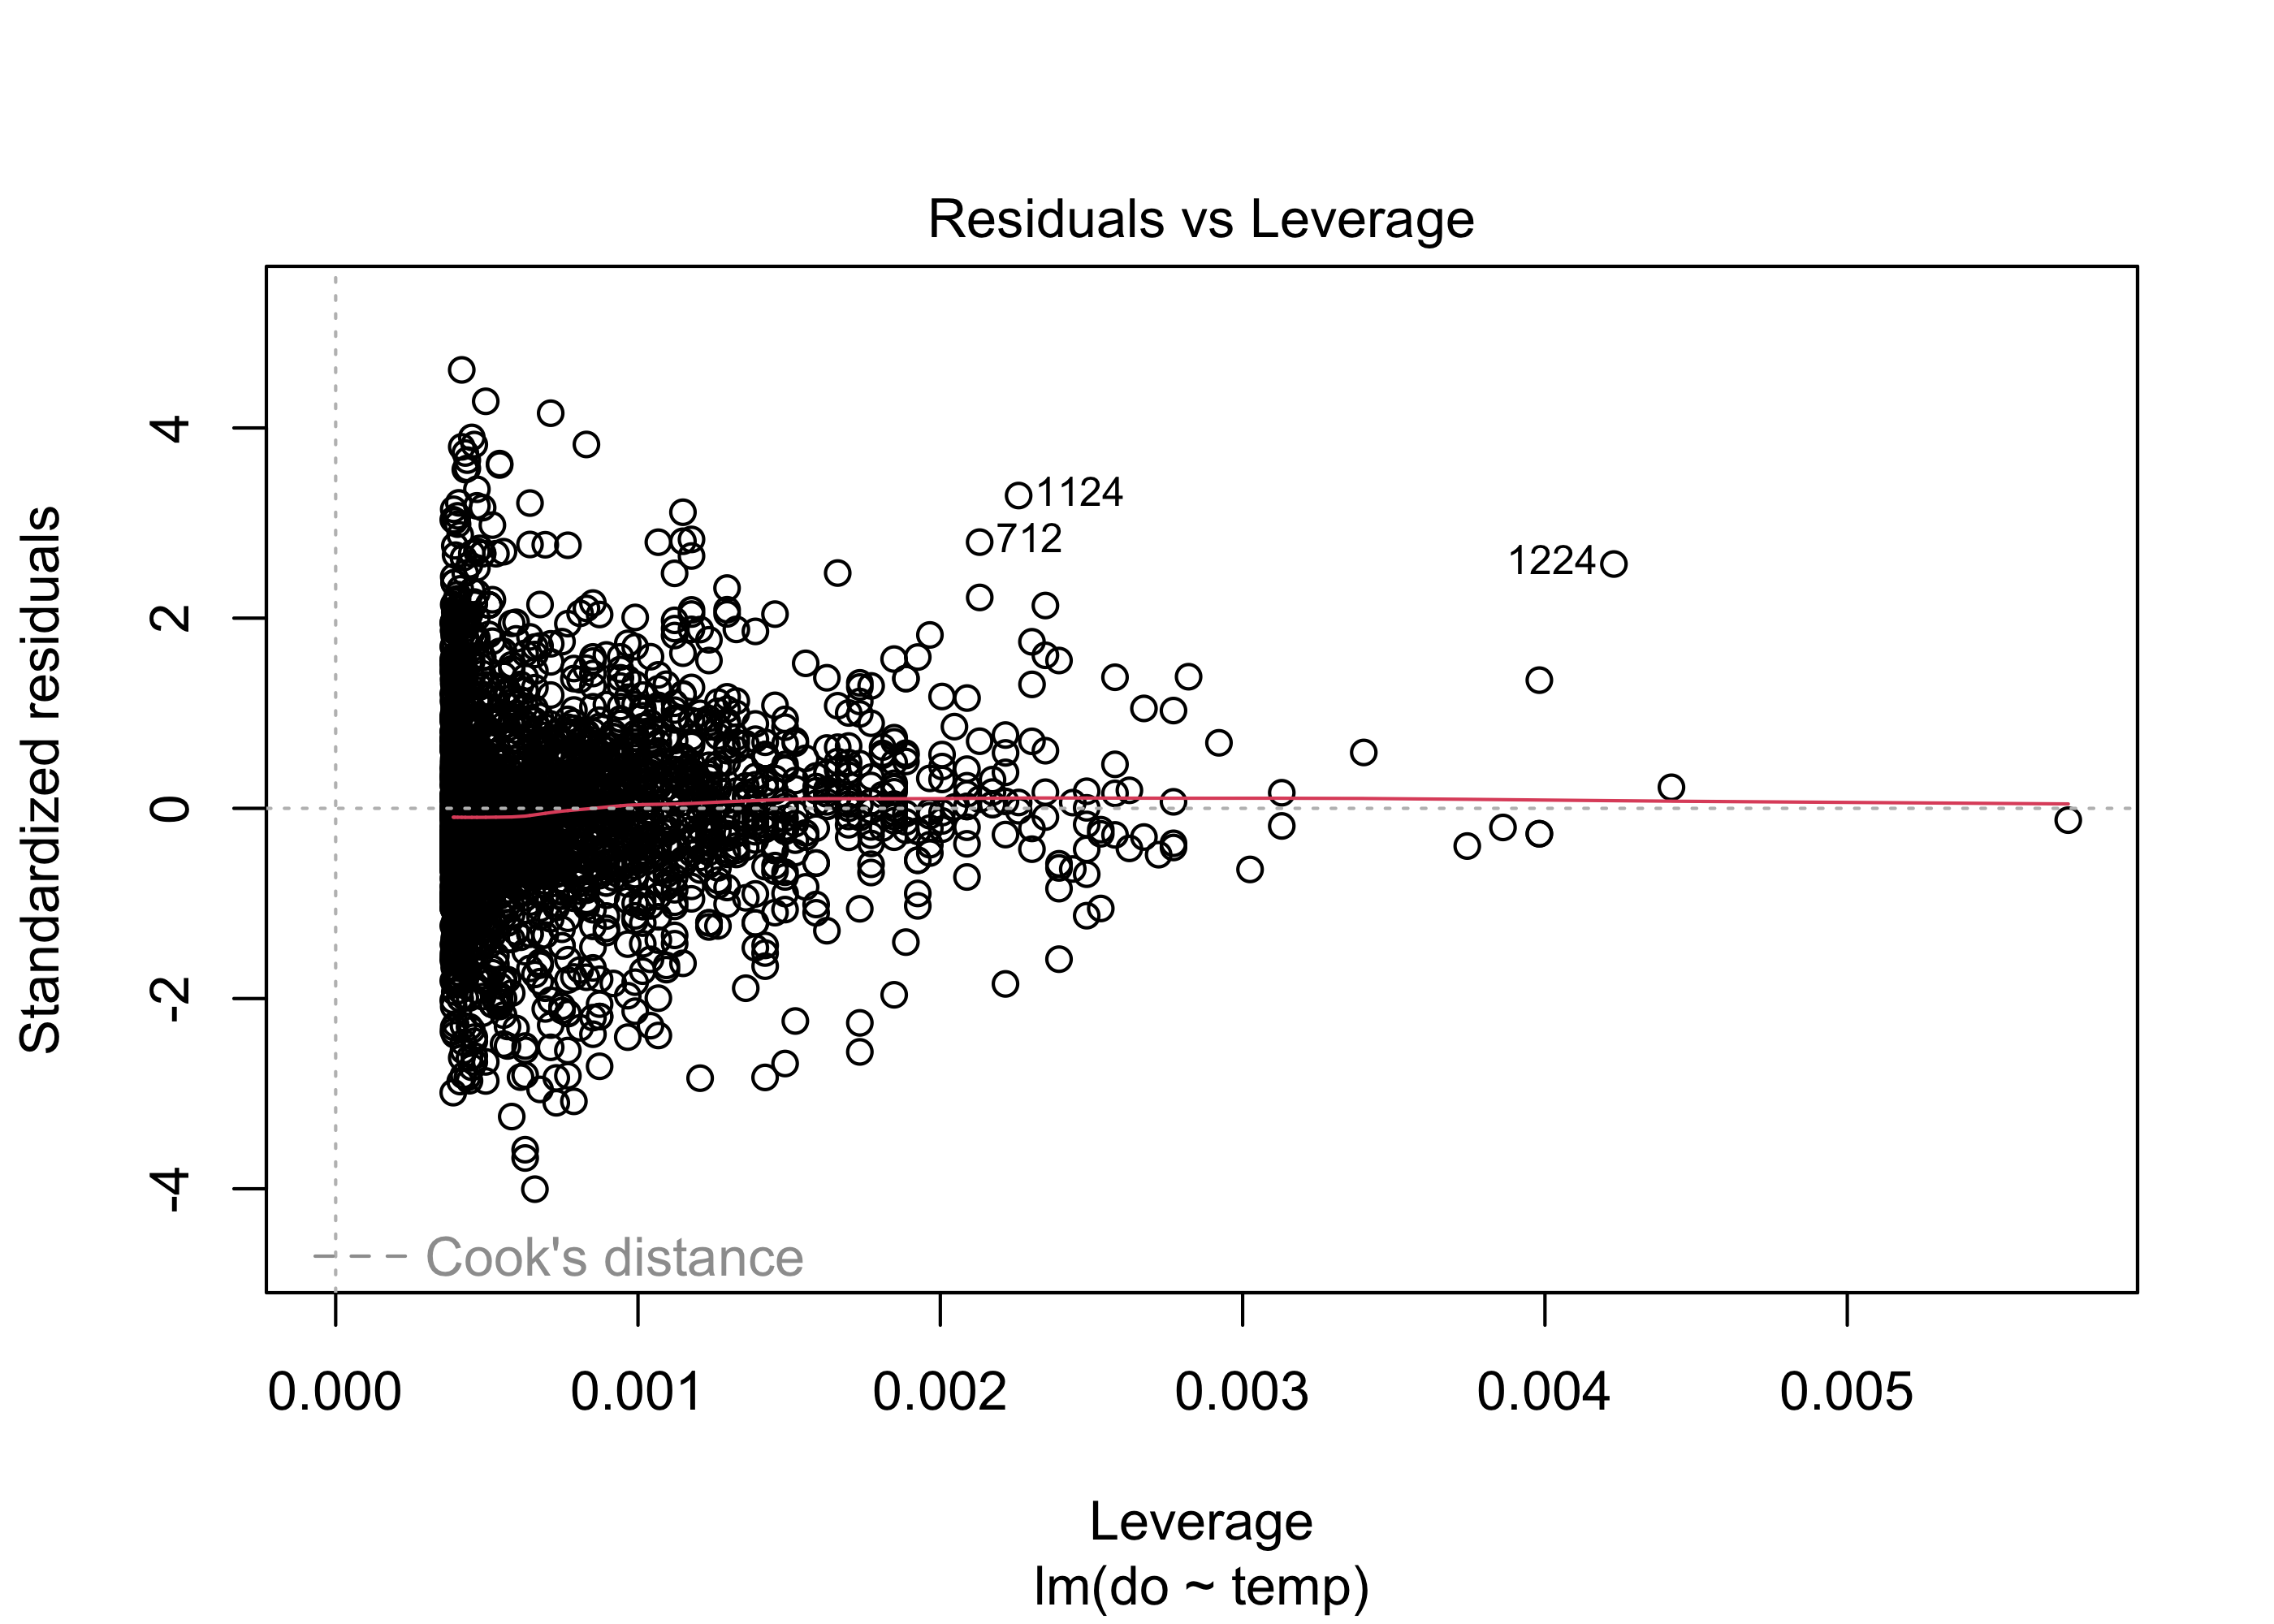 Residuals vs Leverage
Standardized residuals
4
2
0
-2
-4
1124
712
1224
Cook's distance
0.000 0.001 0.002 0.003 0.004 0.005
Leverage
lm(do ~ temp)